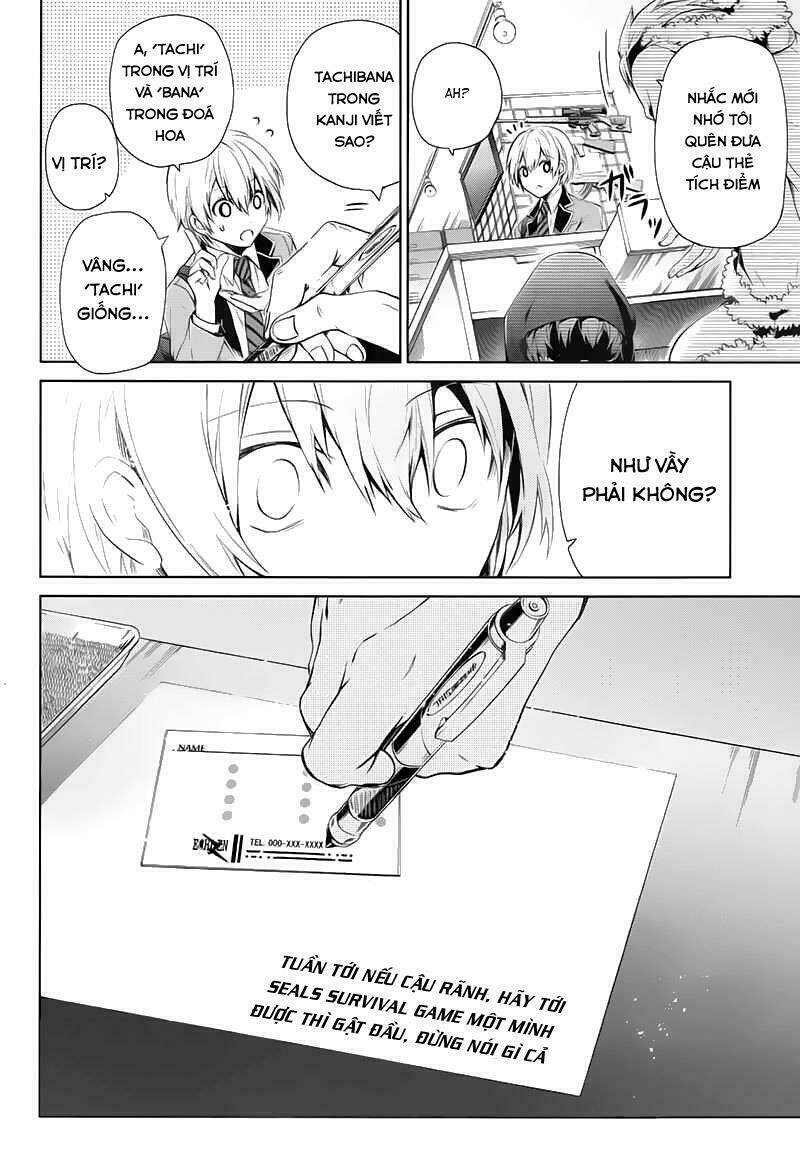 NHẮC MỚI
NHỚ TÔI
QUÊN ĐƯA
CẬU THẺ
TÍCH ĐIỂM
AH?
TACHIBANA
TRONG
KANJI VIẾT
SAO?
A, ‘TACHI’
TRONG VỊ TRÍ
VÀ ‘BANA’
TRONG ĐOÁ
HOA
VỊ TRÍ?
VÂNG...
‘TACHI’
GIỐNG...
NHƯ VẦY
PHẢI KHÔNG?
NAME
TEL. 000-XXX-XXXX
TUẦN TỚI NẾU CẬU RÃNH, HÃY TỚI
SEALS SURVIVAL GAME MỘT MÌNH
ĐƯỢC THÌ GẬT ĐẦU, ĐỪNG NÓI GÌ CẢ